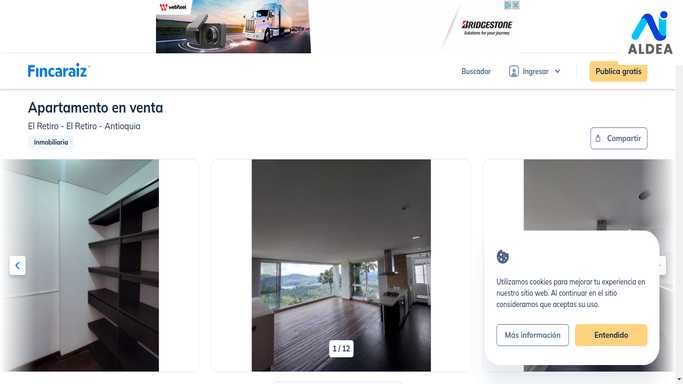 webfleet
BRIDGESTONE
Solutions for your journey
ALDEA
Fincaraiz
Buscador
Ingresar
Publica gratis
Apartamento en venta
El Retiro - El Retiro - Antioquia
Inmobiliaria
Compartir
1 / 12
Utilizamos cookies para mejorar tu experiencia en
nuestro sitio web. Al continuar en el sitio
consideramos que aceptas su uso.
Más información
Entendido